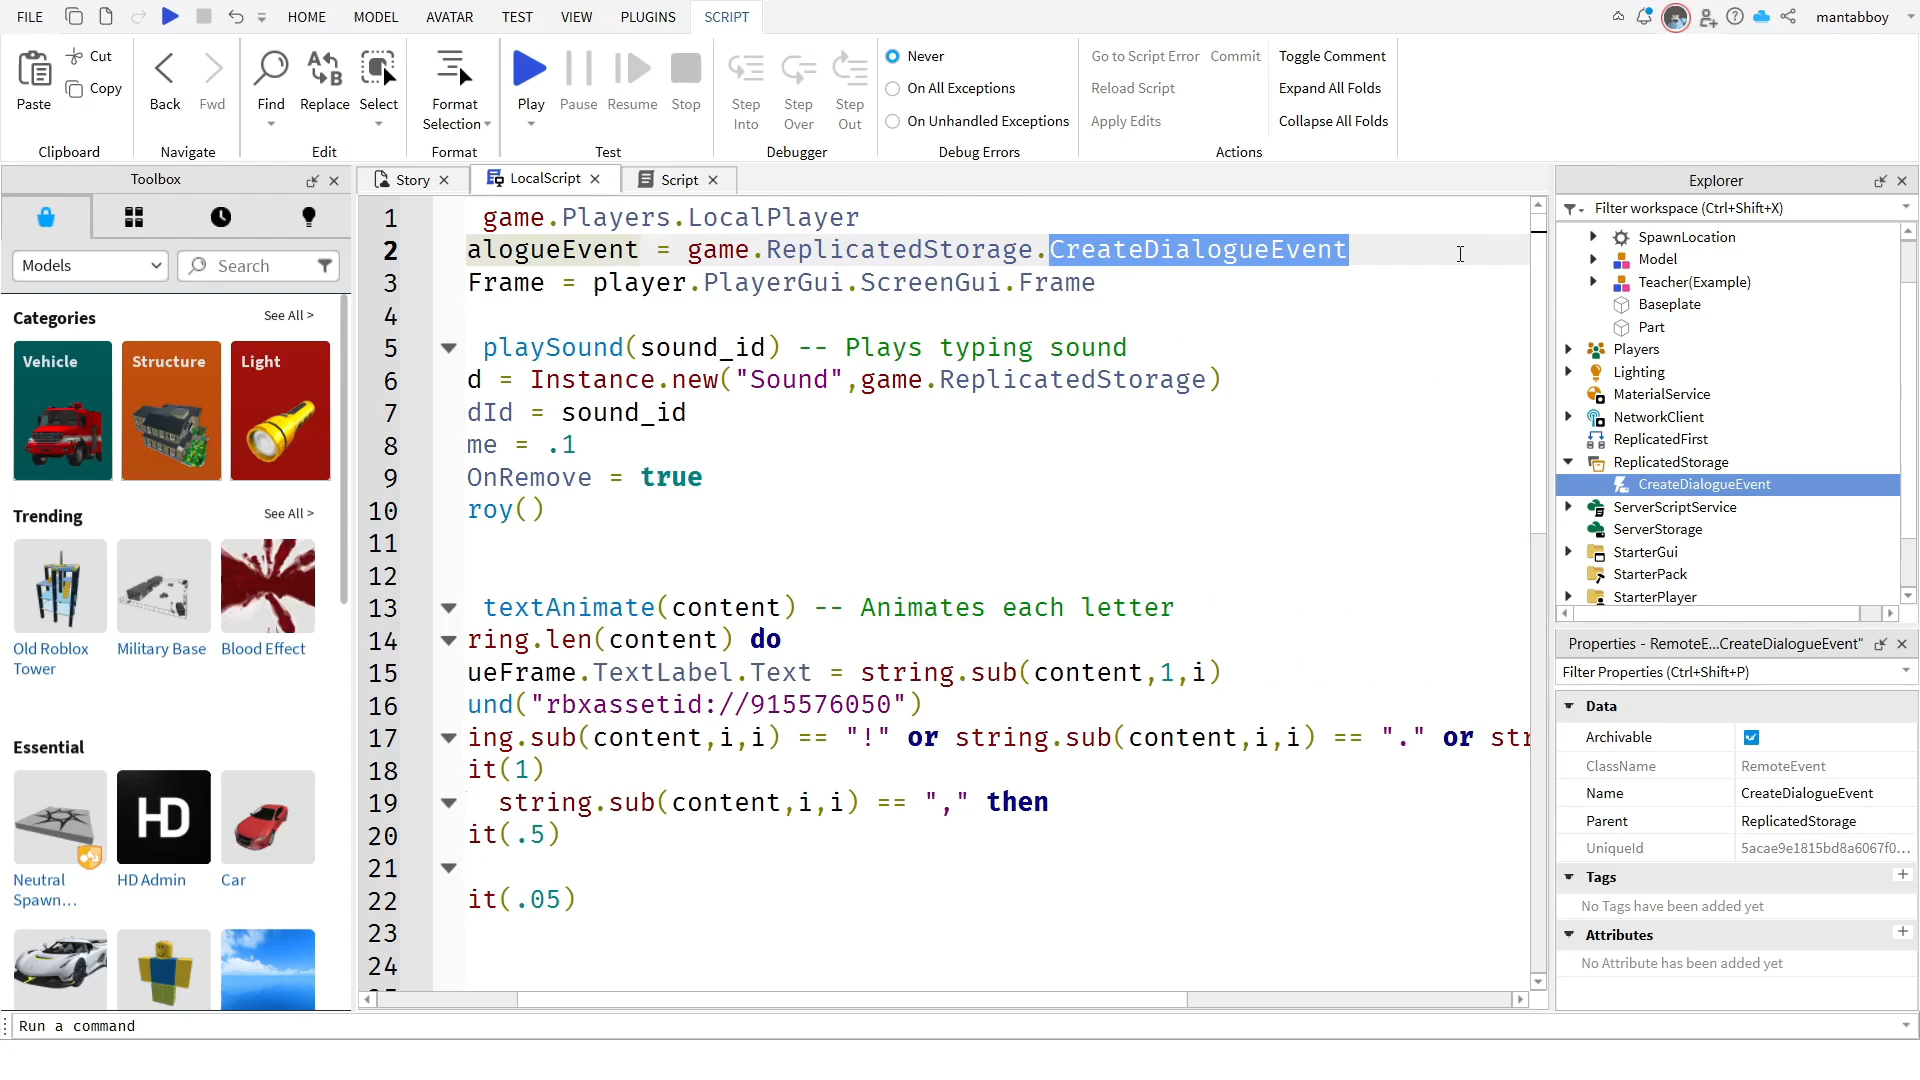 FILE
HOME
MODEL
AVATAR
TEST
VIEW
PLUGINS
SCRIPT
mantabboy
Paste
Cut
Copy
Clipboard
Back
Fwd
Navigate
Find
Replace
Select
Edit
Format
Selection
Format
Play
Pause
Resume
Stop
Test
Step
Into
Step
Over
Step
Out
Debugger
Never
On All Exceptions
On Unhandled Exceptions
Debug Errors
Go to Script Error
Commit
Reload Script
Apply Edits
Toggle Comment
Expand All Folds
Collapse All Folds
Actions
Toolbox
Models
Search
Categories
See All >
Vehicle
Structure
Light
Trending
See All >
Old Roblox
Tower
Military Base
Blood Effect
Essential
HD
Neutral
Spawn...
HD Admin
Car
Story
LocalScript
Script
1 game.Players.LocalPlayer
2 alogueEvent = game.ReplicatedStorage.CreateDialogueEvent
3 Frame = player.PlayerGui.ScreenGui.Frame
4
5 playSound(sound_id) -- Plays typing sound
6 d = Instance.new("Sound",game.ReplicatedStorage)
7 dId = sound_id
8 me = .1
9 OnRemove = true
10 roy()
11
12
13 textAnimate(content) -- Animates each letter
14 ring.len(content) do
15 ueFrame.TextLabel.Text = string.sub(content,1,i)
16 und("rbxassetid://915576050")
17 ing.sub(content,i,i) == "!" or string.sub(content,i,i) == "." or str
18 it(1)
19 string.sub(content,i,i) == "," then
20 it(.5)
21
22 it(.05)
23
24
Explorer
Filter workspace (Ctrl+Shift+X)
SpawnLocation
Model
Teacher(Example)
Baseplate
Part
Players
Lighting
MaterialService
NetworkClient
ReplicatedFirst
ReplicatedStorage
CreateDialogueEvent
ServerScriptService
ServerStorage
StarterGui
StarterPack
StarterPlayer
Properties - RemoteE...CreateDialogueEvent"
Filter Properties (Ctrl+Shift+P)
Data
Archivable
ClassName RemoteEvent
Name CreateDialogueEvent
Parent ReplicatedStorage
UniqueId 5acae9e1815bd8a6067f0...
Tags
No Tags have been added yet
Attributes
No Attribute has been added yet
Run a command